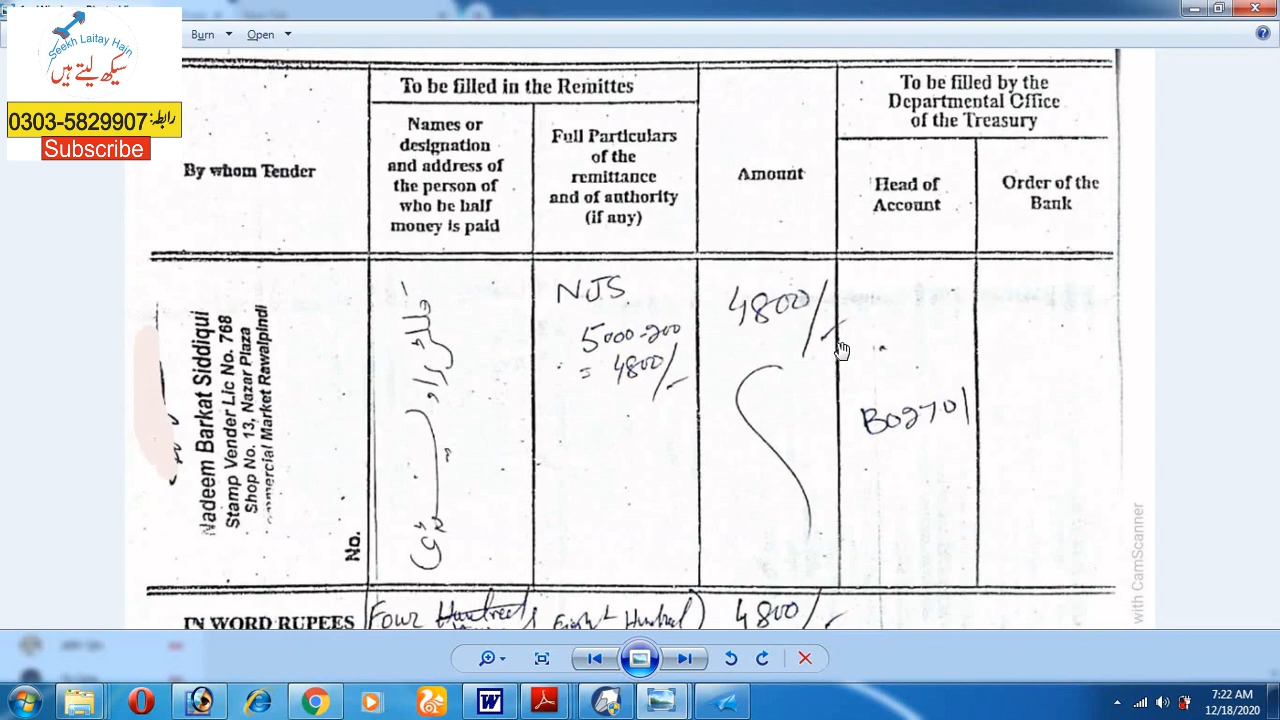 Burn
Open
Seekh Laitay Hain
سیکھ لیتے ہیں
رابطہ: 0303-5829907
Subscribe
By whom Tender
To be filled in the Remittes
Names or
designation
and address of
the person of
who be half
money is paid
Full Particulars
of the
remittance
and of authority
(if any)
Amount
To be filled by the
Departmental Office
of the Treasury
Head of
Account
Order of the
Bank
Nadeem Barkat Siddiqui
Stamp Vender Lic No. 768
Shop No. 13, Nazar Plaza
ommercial Market Rawalpindi
No.
NJS
5000-200
= 4800/-
4800/-
B02701
IN WORD RUPEES
(Four Hundred Eight Hundred) 4800/-
with CamScanner
7:22 AM
12/18/2020